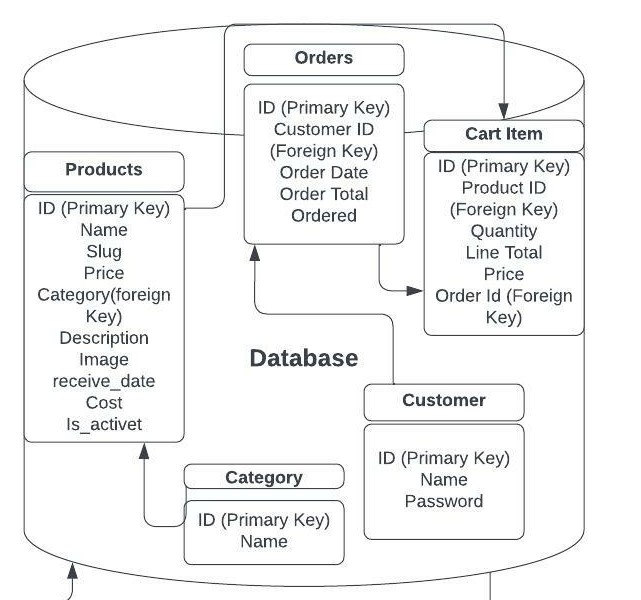 Orders
ID (Primary Key)
Customer ID
(Foreign Key)
Order Date
Order Total
Ordered
Cart Item
ID (Primary Key)
Product ID
(Foreign Key)
Quantity
Line Total
Price
Order Id (Foreign
Key)
Products
ID (Primary Key)
Name
Slug
Price
Category(foreign
Key)
Description
Image
receive_date
Cost
Is_activet
Database
Customer
ID (Primary Key)
Name
Password
Category
ID (Primary Key)
Name